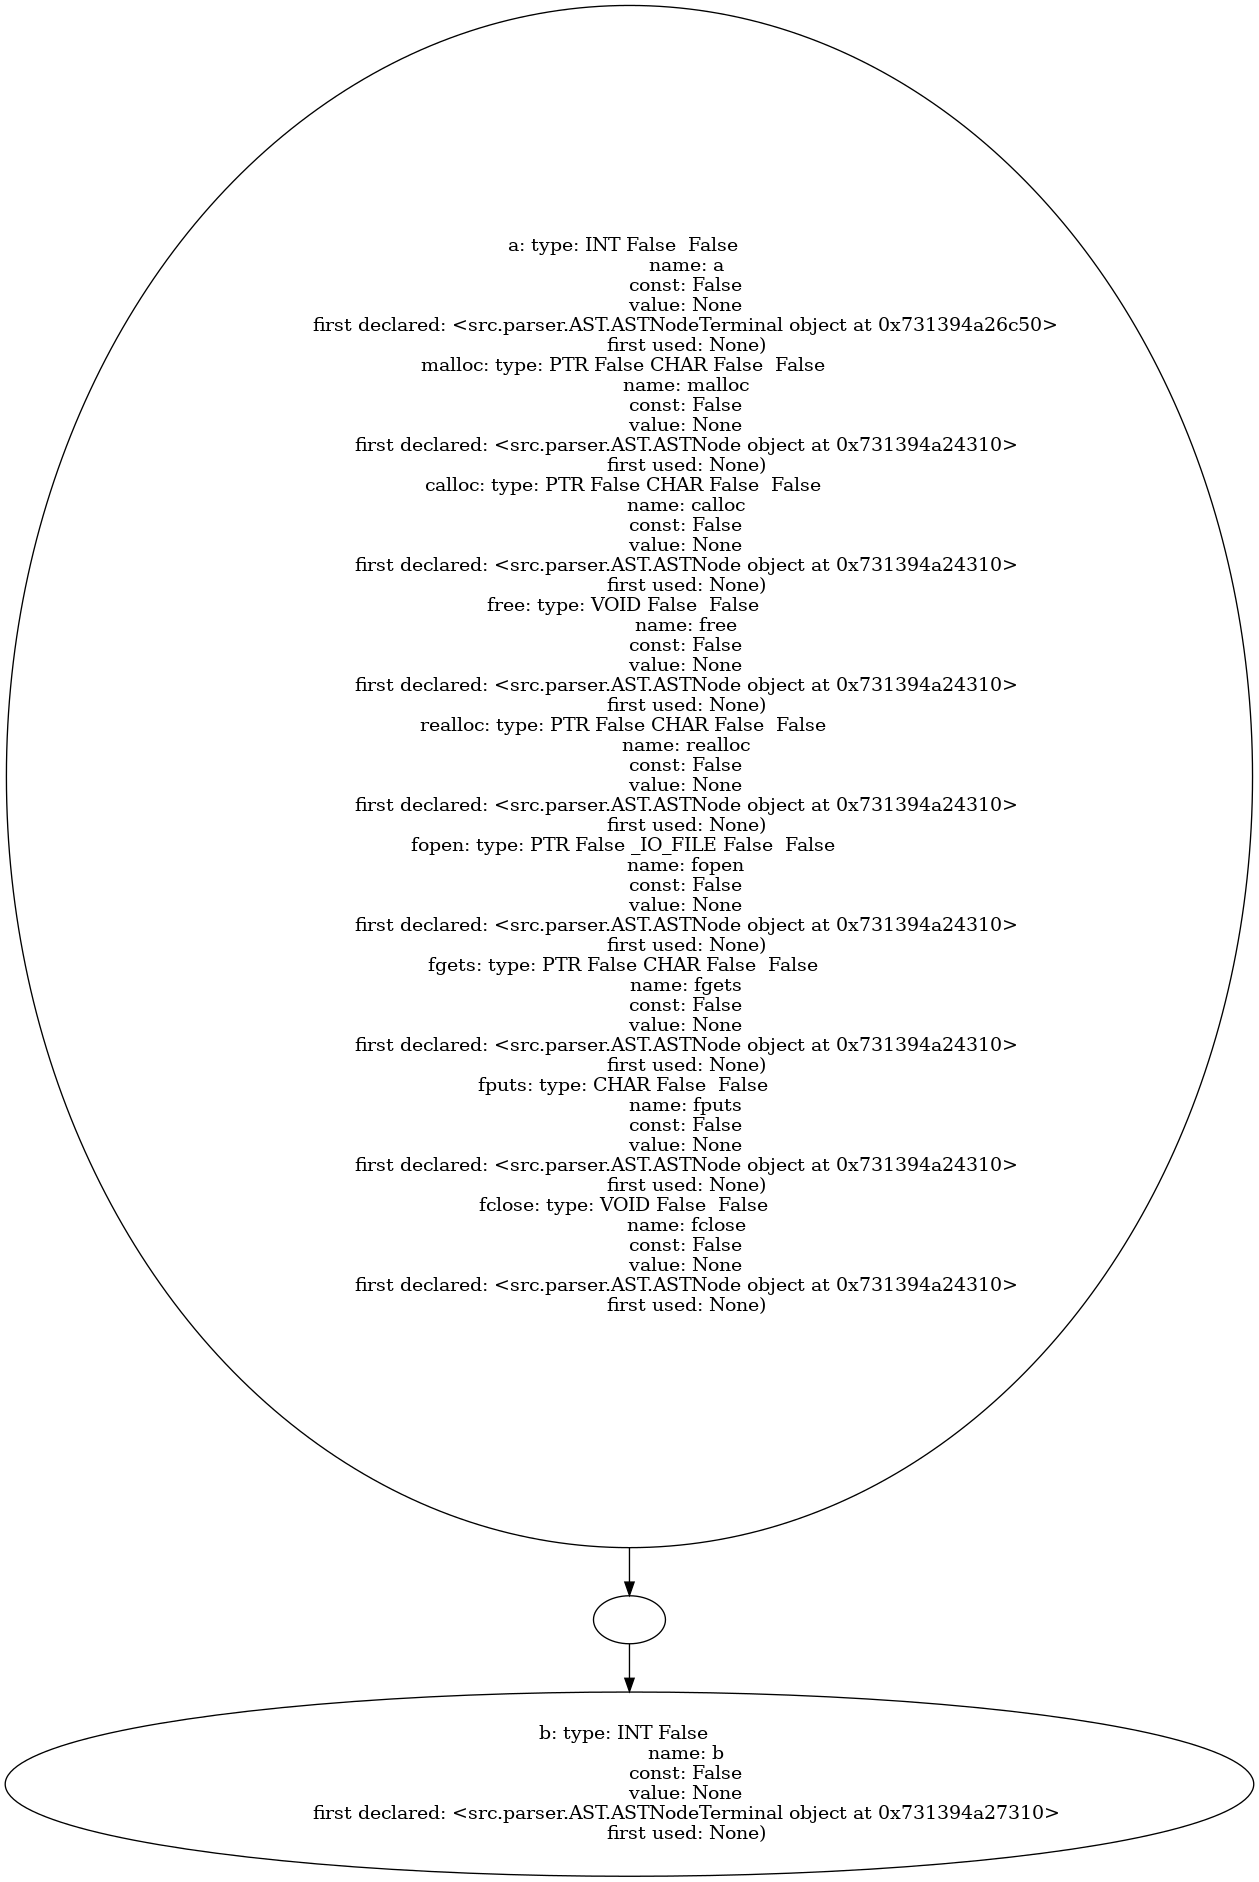 a: type: INT False  False
name: a
const: False
value: None
first declared: <src.parser.AST.ASTNodeTerminal object at 0x731394a26c50>
first used: None)
malloc: type: PTR False CHAR False  False
name: malloc
const: False
value: None
first declared: <src.parser.AST.ASTNode object at 0x731394a24310>
first used: None)
calloc: type: PTR False CHAR False  False
name: calloc
const: False
value: None
first declared: <src.parser.AST.ASTNode object at 0x731394a24310>
first used: None)
free: type: VOID False  False
name: free
const: False
value: None
first declared: <src.parser.AST.ASTNode object at 0x731394a24310>
first used: None)
realloc: type: PTR False CHAR False  False
name: realloc
const: False
value: None
first declared: <src.parser.AST.ASTNode object at 0x731394a24310>
first used: None)
fopen: type: PTR False _IO_FILE False  False
name: fopen
const: False
value: None
first declared: <src.parser.AST.ASTNode object at 0x731394a24310>
first used: None)
fgets: type: PTR False CHAR False  False
name: fgets
const: False
value: None
first declared: <src.parser.AST.ASTNode object at 0x731394a24310>
first used: None)
fputs: type: CHAR False  False
name: fputs
const: False
value: None
first declared: <src.parser.AST.ASTNode object at 0x731394a24310>
first used: None)
fclose: type: VOID False  False
name: fclose
const: False
value: None
first declared: <src.parser.AST.ASTNode object at 0x731394a24310>
first used: None)
b: type: INT False
name: b
const: False
value: None
first declared: <src.parser.AST.ASTNodeTerminal object at 0x731394a27310>
first used: None)